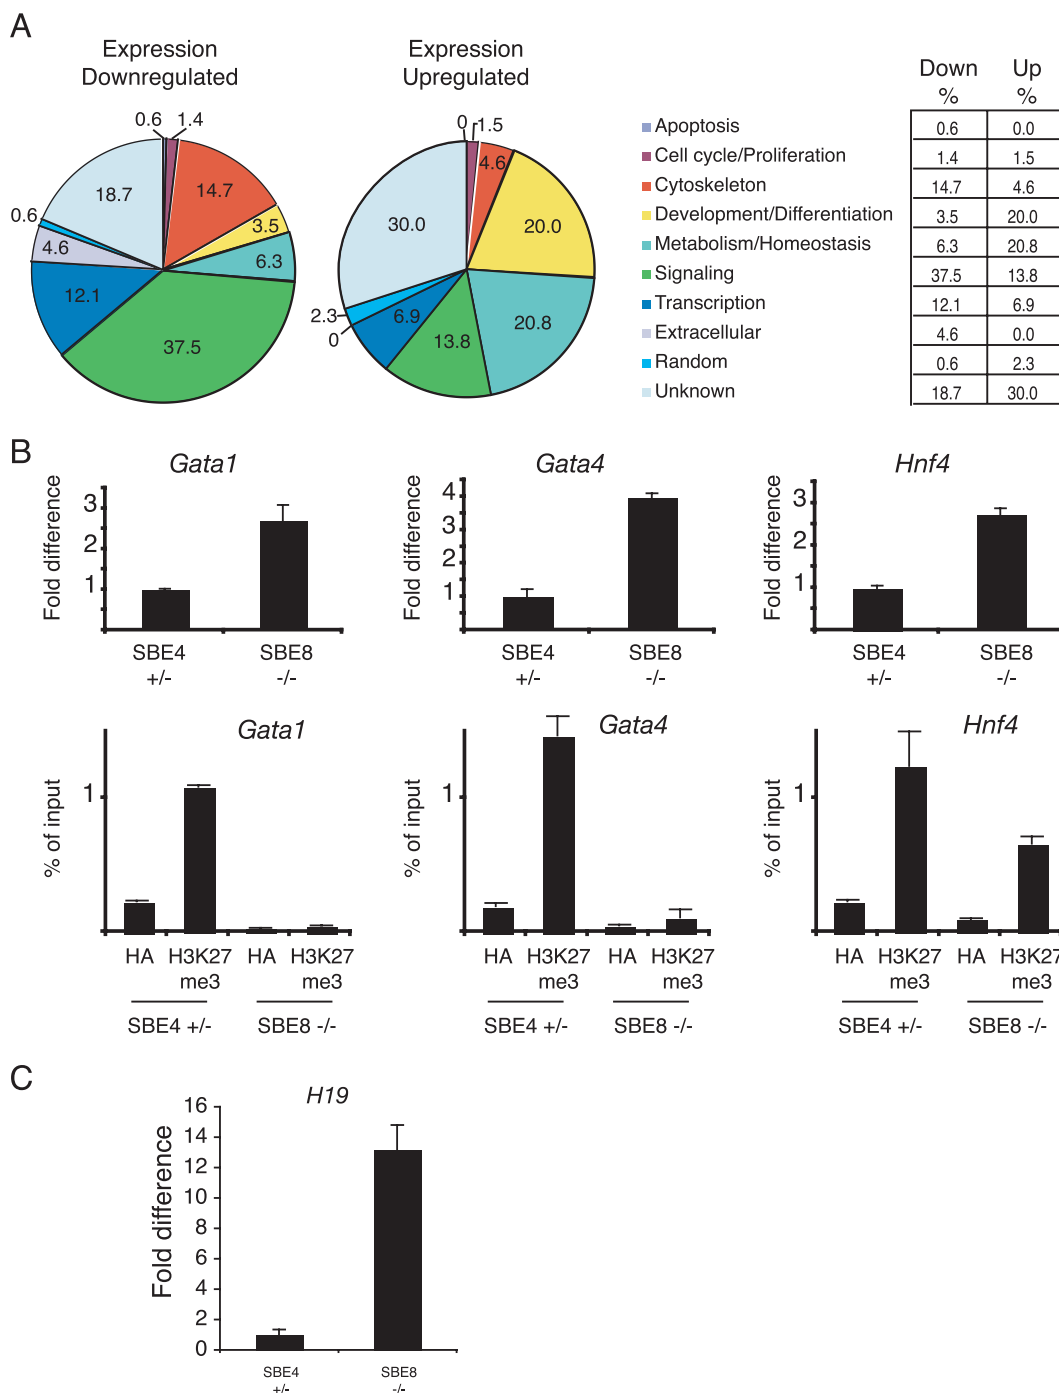 A
Expression
Downregulated
Expression
Upregulated
0.6
1.4
14.7
3.5
6.3
37.5
12.1
4.6
0.6
18.7
0
1.5
4.6
20.0
20.8
13.8
6.9
0
2.3
30.0
Apoptosis
Cell cycle/Proliferation
Cytoskeleton
Development/Differentiation
Metabolism/Homeostasis
Signaling
Transcription
Extracellular
Random
Unknown
Down Up
% %
0.6 0.0
1.4 1.5
14.7 4.6
3.5 20.0
6.3 20.8
37.5 13.8
12.1 6.9
4.6 0.0
0.6 2.3
18.7 30.0
B
Gata1
Fold difference
3
2
1
SBE4 SBE8
+/- -/-
Gata4
Fold difference
4
3
2
1
SBE4 SBE8
+/- -/-
Hnf4
Fold difference
3
2
1
SBE4 SBE8
+/- -/-
Gata1
% of input
1
HA H3K27 HA H3K27
me3 me3
SBE4 +/- SBE8 -/-
Gata4
% of input
1
HA H3K27 HA H3K27
me3 me3
SBE4 +/- SBE8 -/-
Hnf4
% of input
1
HA H3K27 HA H3K27
me3 me3
SBE4 +/- SBE8 -/-
C
H19
Fold difference
16
14
12
10
8
6
4
2
0
SBE4 SBE8
+/- -/-